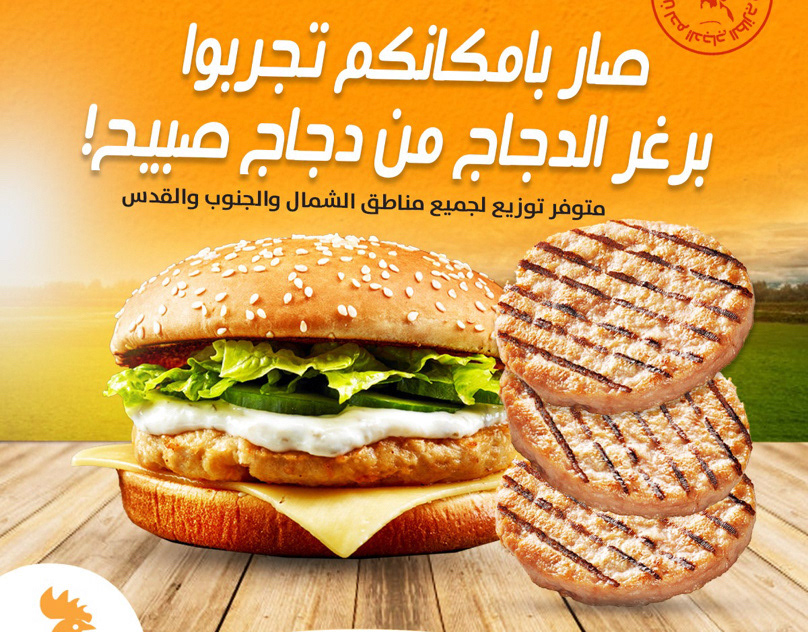 صار بامكانكم تجربوا
برغر الدجاج من دجاج صبيح!
متوفر توزيع لجميع مناطق الشمال والجنوب والقدس